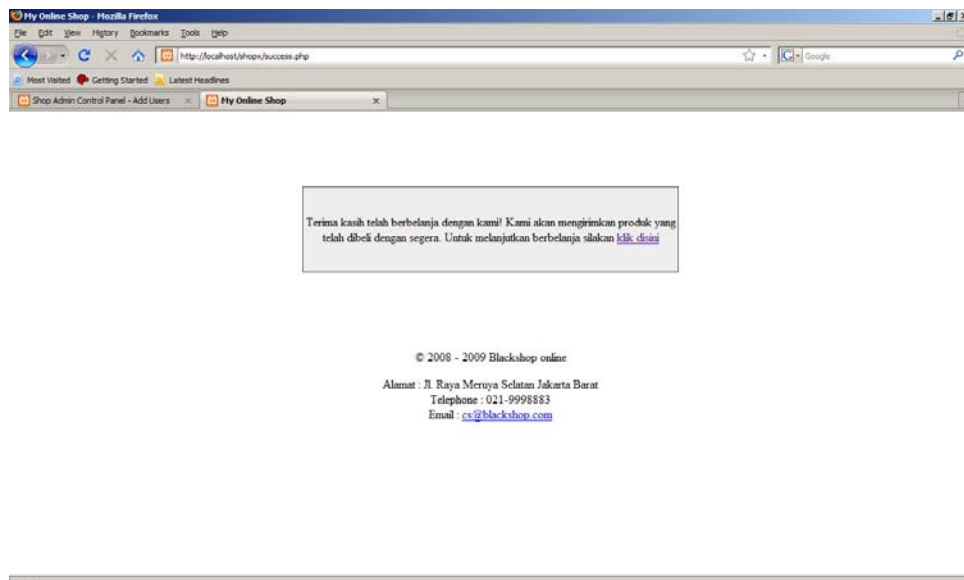 My Online Shop - Mozilla Firefox
File Edit View History Bookmarks Tools Help
http://localhost/shopx/success.php
Google
Most Visited Getting Started Latest Headlines
Shop Admin Control Panel - Add Users My Online Shop
Terima kasih telah berbelanja dengan kami! Kami akan mengirimkan produk yang
telah dibeli dengan segera. Untuk melanjutkan berbelanja silakan klik disini
© 2008 - 2009 Blackshop online
Alamat : Jl. Raya Meruya Selatan Jakarta Barat
Telephone : 021-9998883
Email : cs@blackshop.com